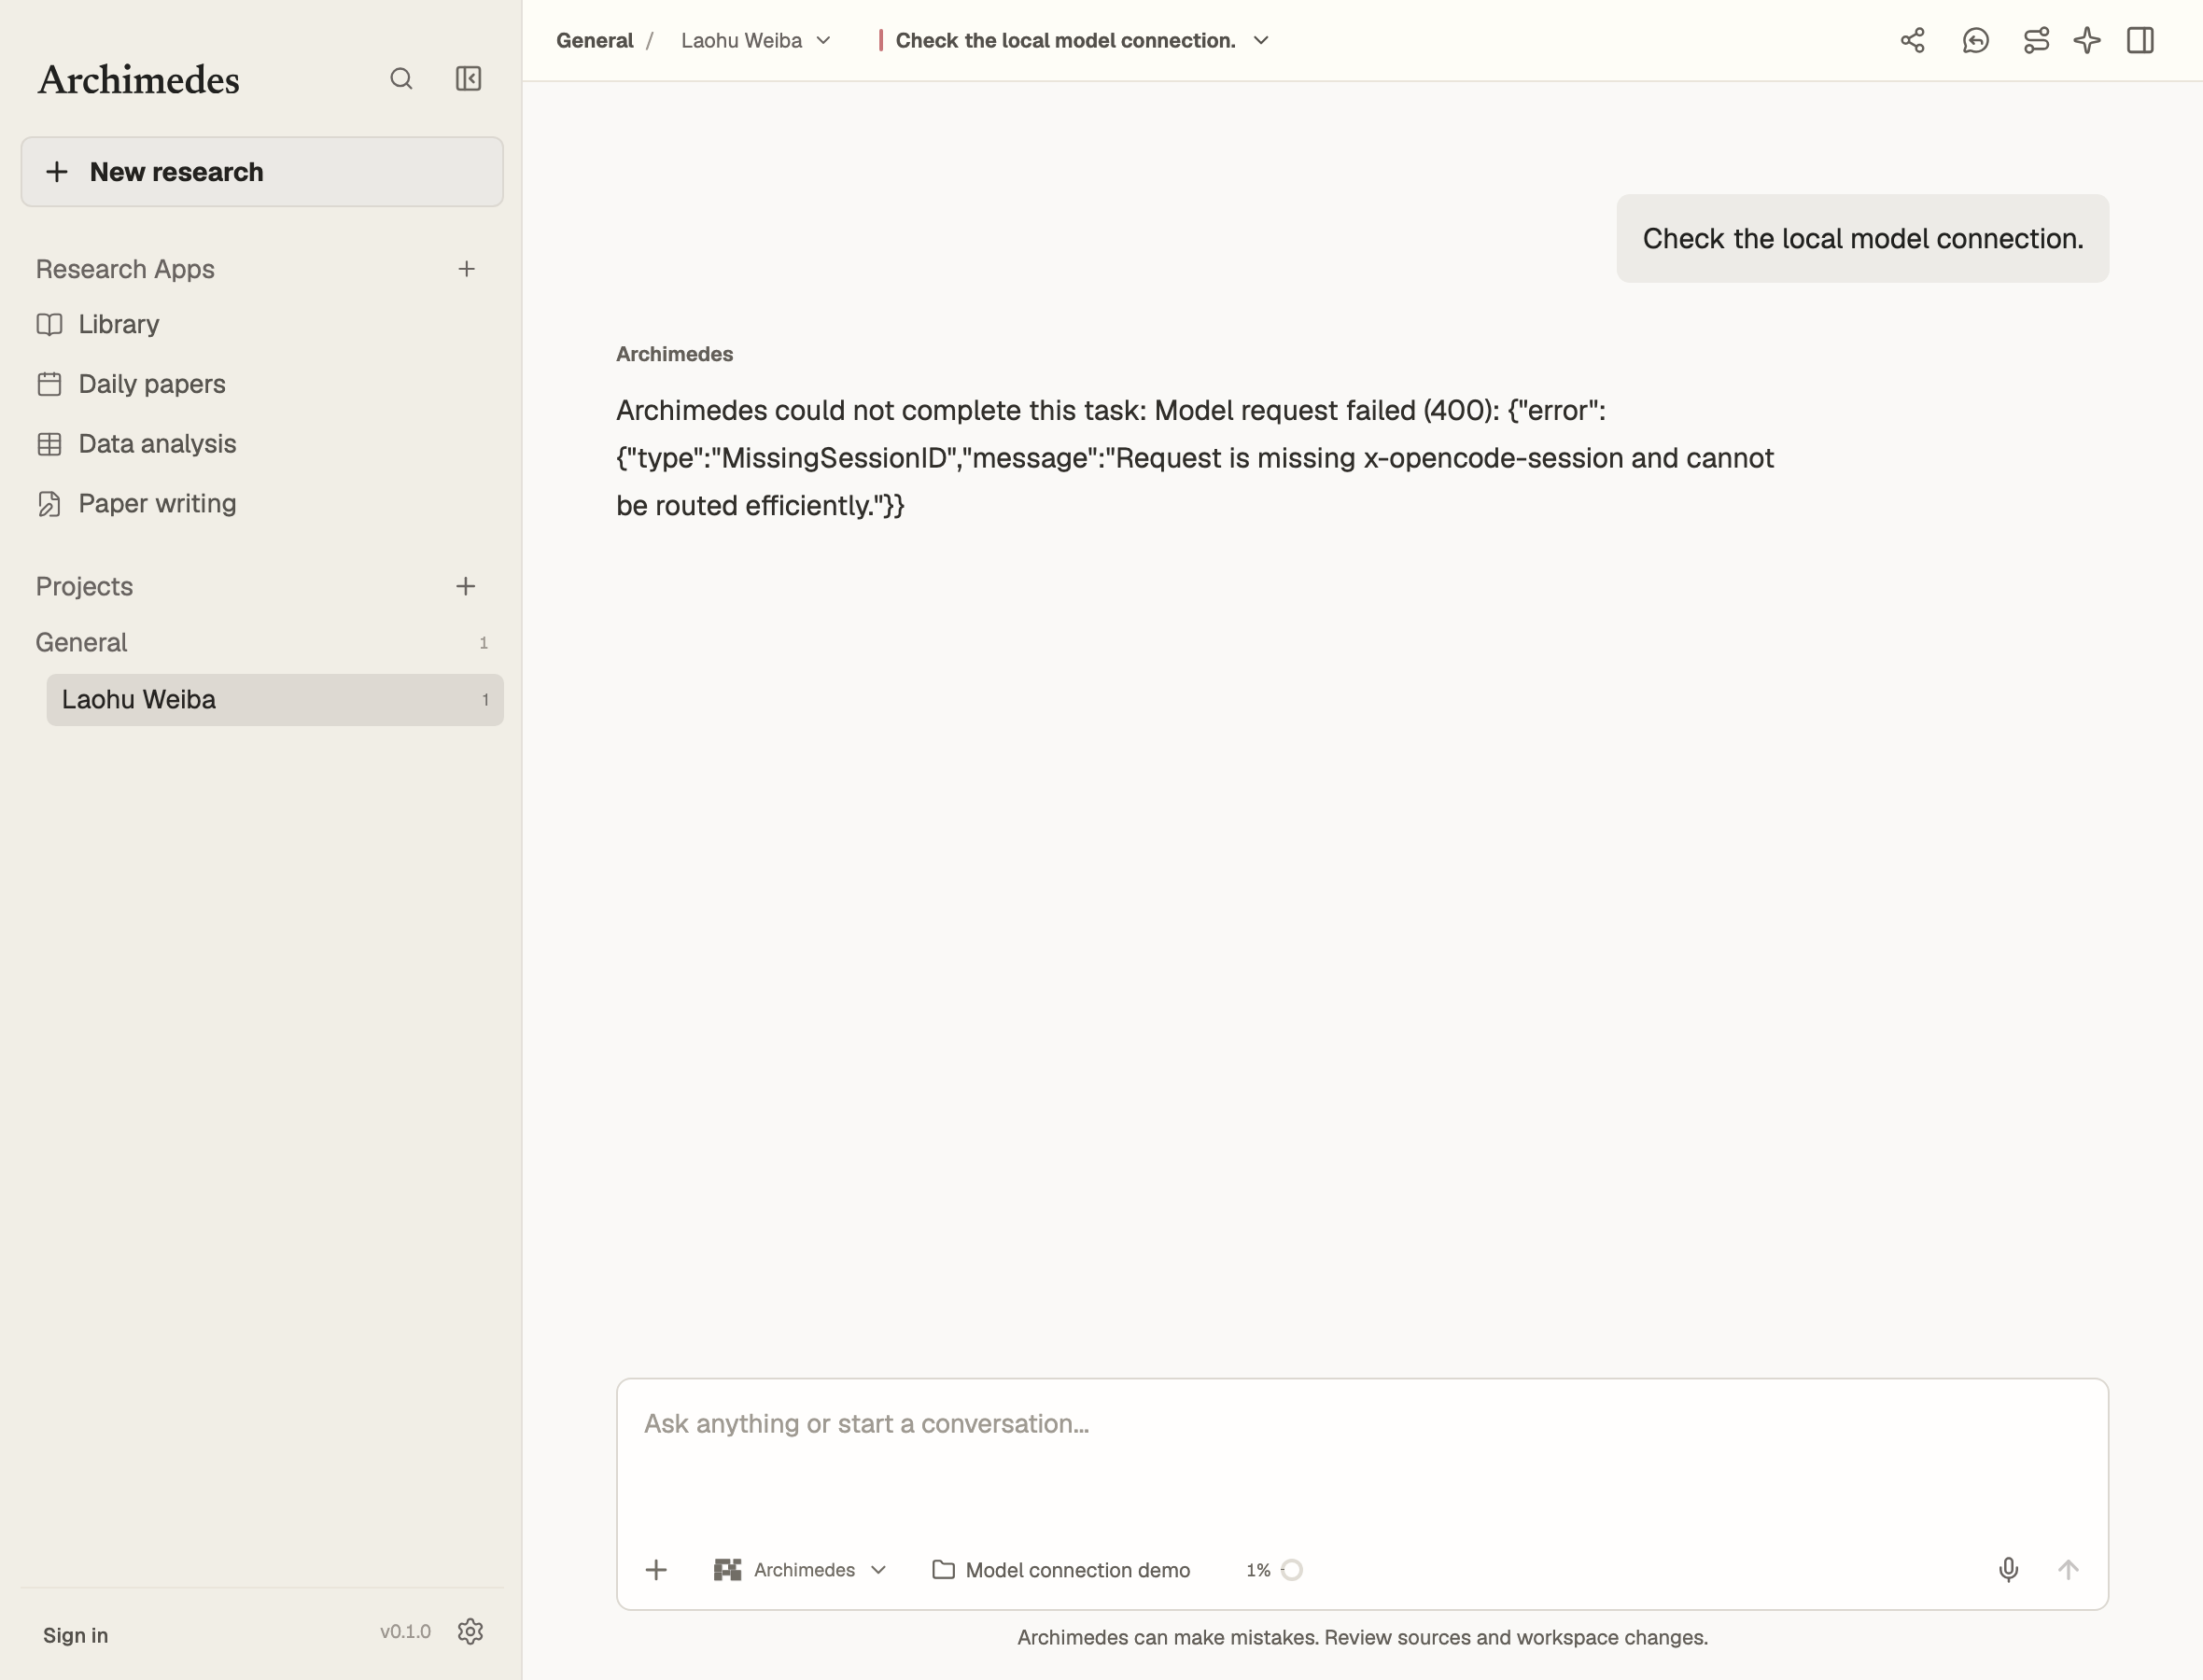 Archimedes
New research
Research Apps
Library
Daily papers
Data analysis
Paper writing
Projects
General 1
Laohu Weiba 1
Sign in v0.1.0
General / Laohu Weiba Check the local model connection.
Check the local model connection.
Archimedes
Archimedes could not complete this task: Model request failed (400): {"error":
{"type":"MissingSessionID","message":"Request is missing x-opencode-session and cannot
be routed efficiently."}}
Ask anything or start a conversation...
Archimedes Model connection demo 1%
Archimedes can make mistakes. Review sources and workspace changes.